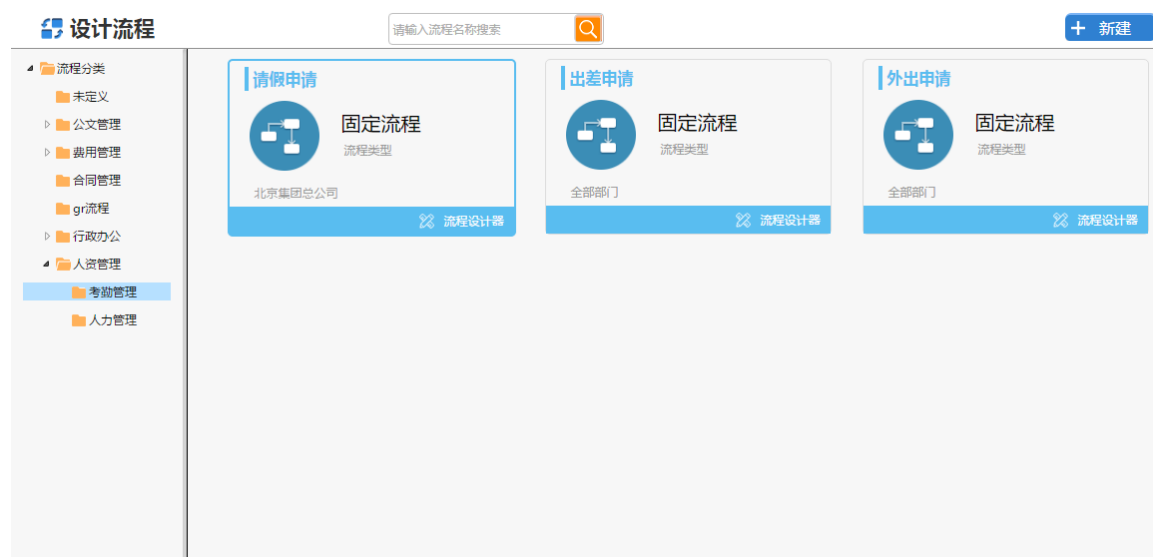 设计流程
请输入流程名称搜索
新建
流程分类
未定义
公文管理
费用管理
合同管理
gr流程
行政办公
人资管理
考勤管理
人力管理
请假申请
固定流程
流程类型
北京集团总公司
流程设计器
出差申请
固定流程
流程类型
全部部门
流程设计器
外出申请
固定流程
流程类型
全部部门
流程设计器